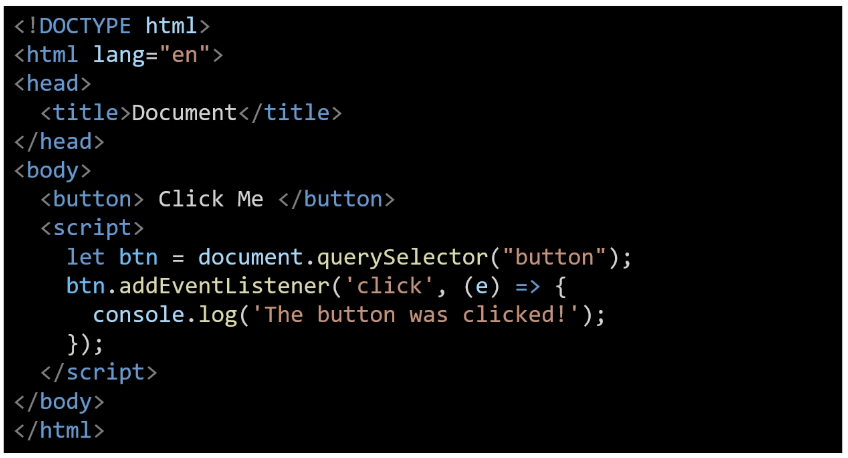 <!DOCTYPE html>
<html lang="en">
<head>
  <title>Document</title>
</head>
<body>
  <button> Click Me </button>
  <script>
    let btn = document.querySelector("button");
    btn.addEventListener('click', (e) => {
      console.log('The button was clicked!');
    });
  </script>
</body>
</html>